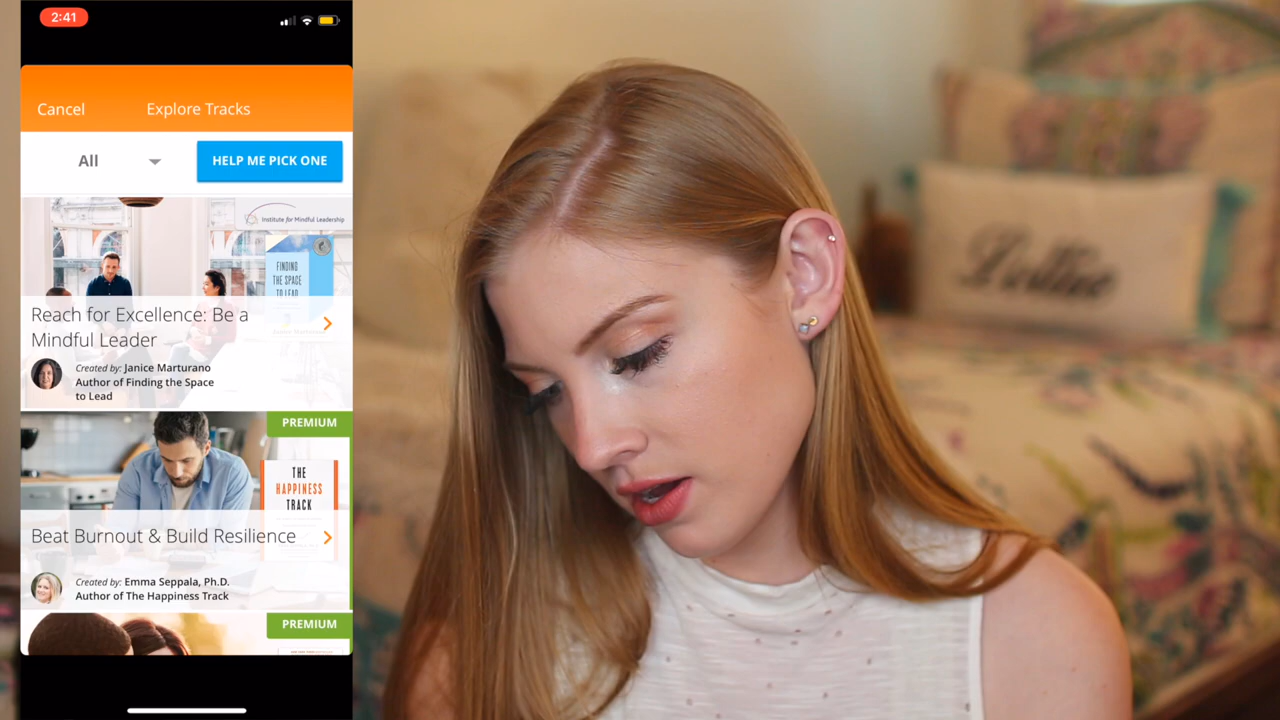 2:41
Cancel
Explore Tracks
All
HELP ME PICK ONE
Institute for Mindful Leadership
FINDING
THE SPACE
TO LEAD
Reach for Excellence: Be a
Mindful Leader
Created by: Janice Marturano
Author of Finding the Space
to Lead
PREMIUM
THE
HAPPINESS
TRACK
Beat Burnout & Build Resilience
Created by: Emma Seppala, Ph.D.
Author of The Happiness Track
PREMIUM
Lottie